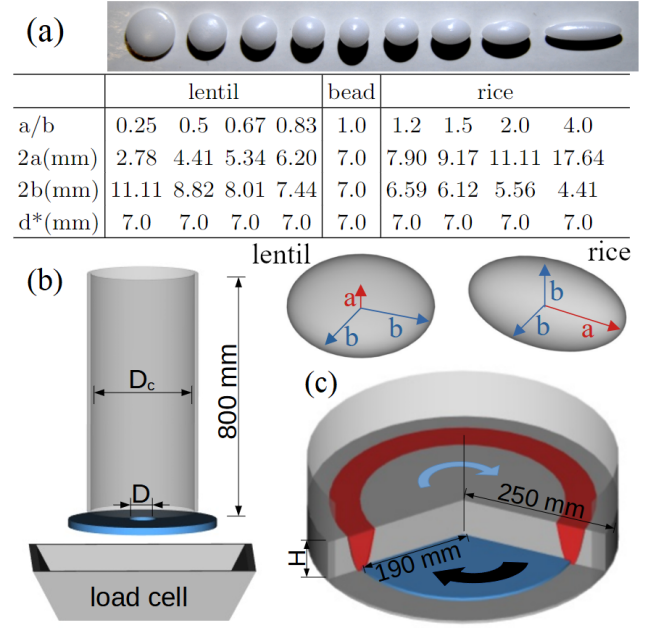 (a)
lentil bead rice
a/b 0.25 0.5 0.67 0.83 1.0 1.2 1.5 2.0 4.0
2a(mm) 2.78 4.41 5.34 6.20 7.0 7.90 9.17 11.11 17.64
2b(mm) 11.11 8.82 8.01 7.44 7.0 6.59 6.12 5.56 4.41
d*(mm) 7.0 7.0 7.0 7.0 7.0 7.0 7.0 7.0 7.0
lentil
rice
a
b
b
b
b
a
(b)
D_c
800 mm
D
load cell
(c)
250 mm
190 mm
H